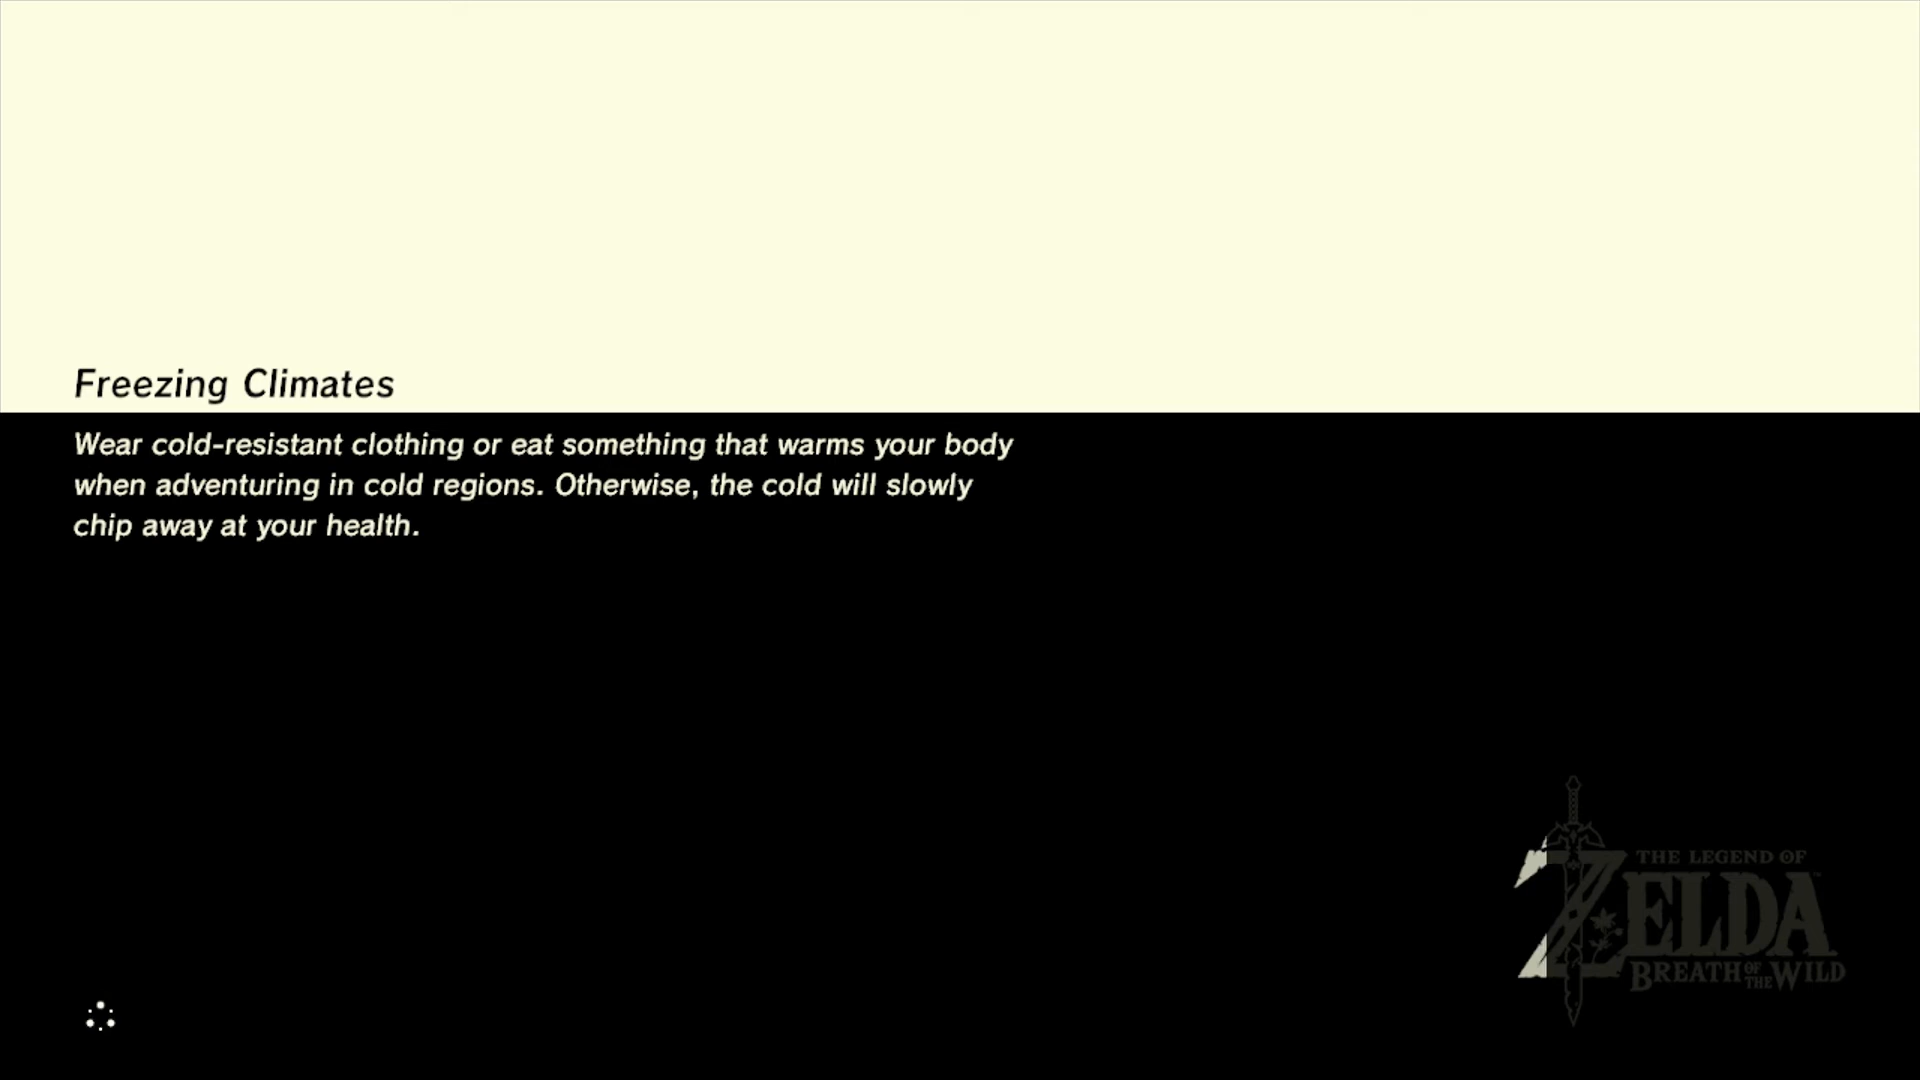 Freezing Climates
Wear cold-resistant clothing or eat something that warms your body
when adventuring in cold regions. Otherwise, the cold will slowly
chip away at your health.
THE LEGEND OF
ZELDA
BREATH OF THE WILD